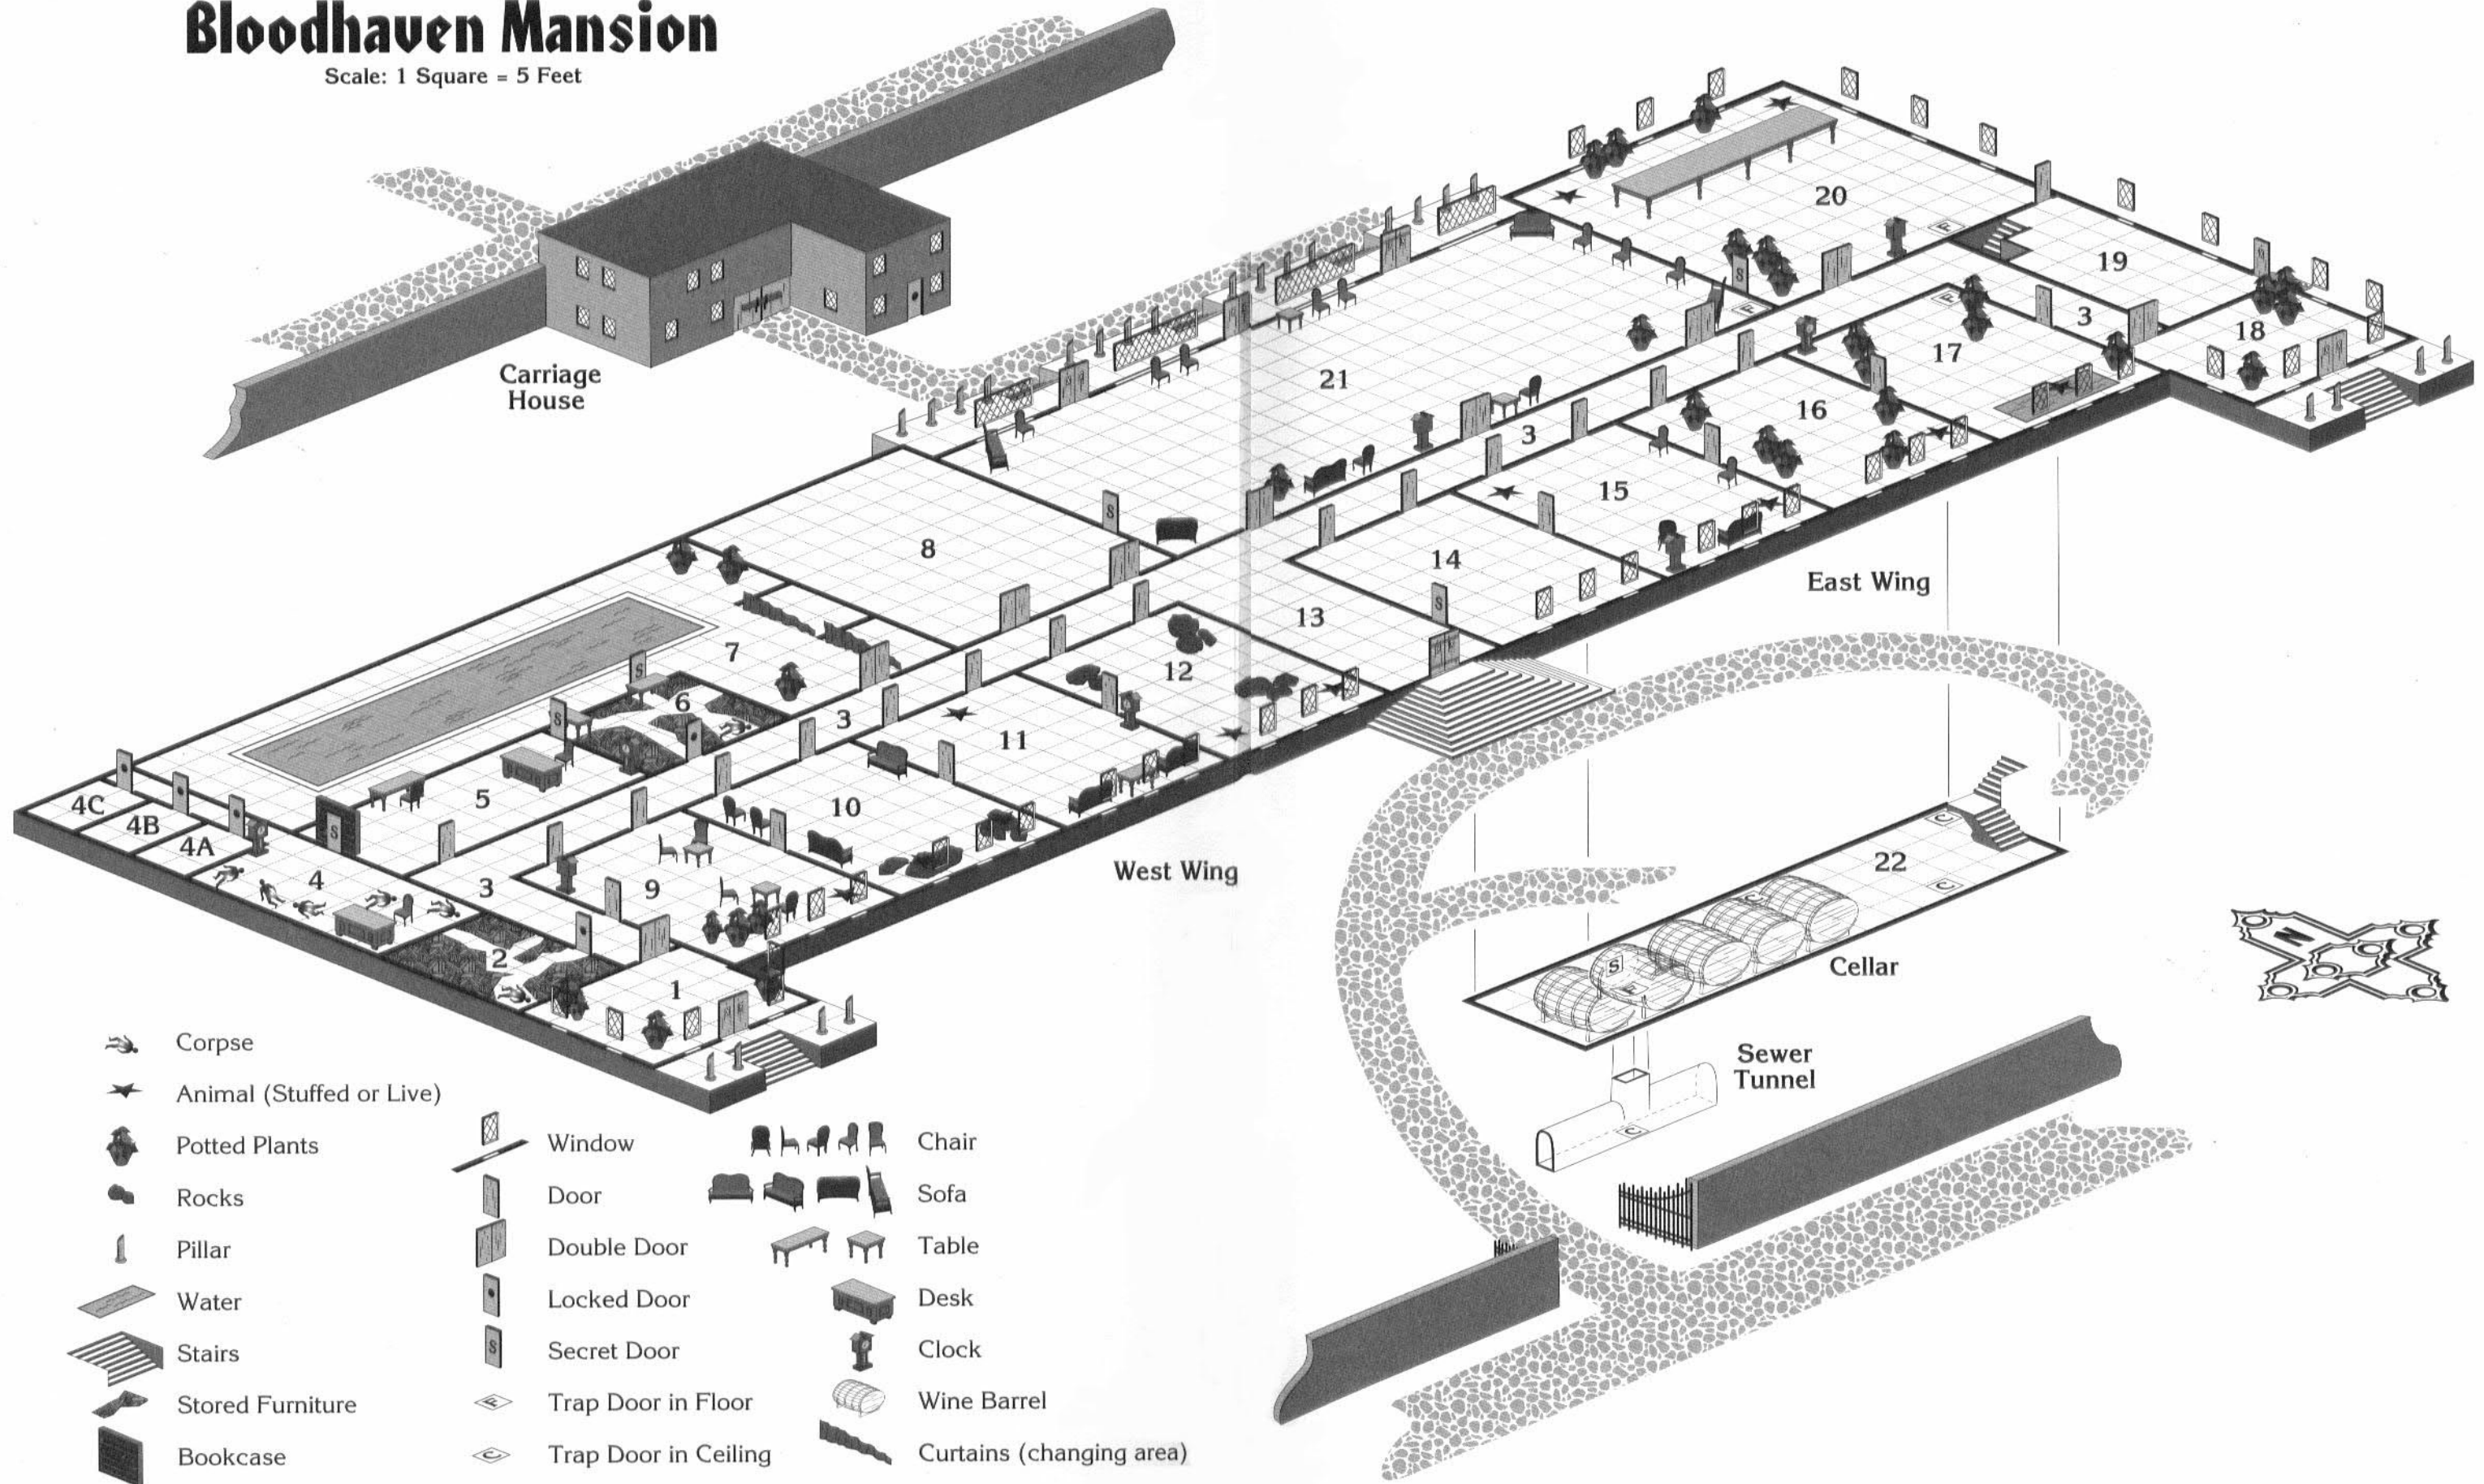 Bloodhaven Mansion
Scale: 1 Square = 5 Feet
Carriage
House
20
19
3
18
17
16
21
3
15
14
13
8
12
7
6
3
11
10
5
4C
4B
4A
4
3
9
2
1
S
S
S
S
S
S
F
F
F
East Wing
West Wing
22
C
C
C
S
F
Cellar
Sewer
Tunnel
C
N
Corpse
Animal (Stuffed or Live)
Potted Plants
Rocks
Pillar
Water
Stairs
Stored Furniture
Bookcase
Window
Door
Double Door
Locked Door
S Secret Door
F Trap Door in Floor
C Trap Door in Ceiling
Chair
Sofa
Table
Desk
Clock
Wine Barrel
Curtains (changing area)